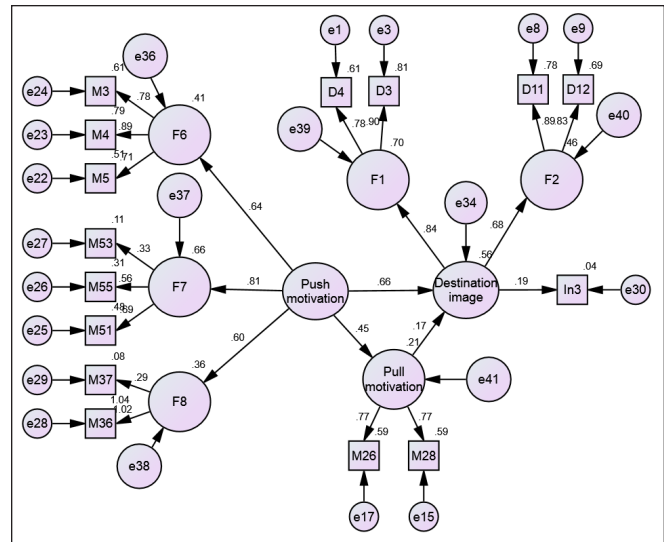 e1
e3
e8
e9
e36
.61
.78
.69
e24
M3
.78
.41
D4
.61
D3
.81
D11
D12
.79
e39
.78
.90
.89
.83
e40
e23
M4
.89
F6
.70
.46
.51
.71
e22
M5
F1
F2
e37
e34
.11
.64
.84
.68
e27
M53
.33
.66
.56
.31
e26
M55
.56
F7
.81
Push
motivation
.66
Destination
image
.19
.04
In3
e30
.48
.69
e25
M51
.45
.17
.21
.60
.08
.36
e29
M37
.29
Pull
motivation
e41
1.04
F8
1.02
e28
M36
.77
.77
.59
.59
e38
M26
M28
e17
e15